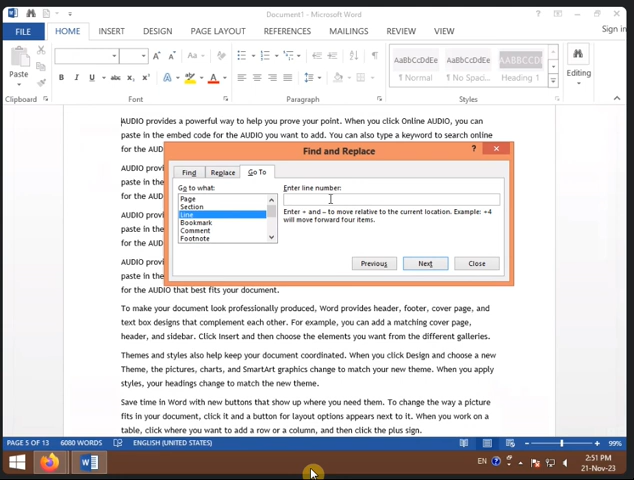 Document1 - Microsoft Word
Sign in
FILE HOME INSERT DESIGN PAGE LAYOUT REFERENCES MAILINGS REVIEW VIEW
Paste
B I U abc x₂ x² A A
AaBbCcDdEe AaBbCcDdEe AABBCCD
¶ Normal ¶ No Spaci... Heading 1
Editing
Clipboard Font Paragraph Styles
AUDIO provides a powerful way to help you prove your point. When you click Online AUDIO, you can
paste in the embed code for the AUDIO you want to add. You can also type a keyword to search online
for the AUD
AUDIO provi
paste in the
for the AUD
AUDIO provi
paste in the
for the AUD
AUDIO provi
paste in the
for the AUDIO that best fits your document.
Find and Replace
Find Replace Go To
Go to what:
Page
Section
Line
Bookmark
Comment
Footnote
Enter line number:
Enter + and – to move relative to the current location. Example: +4
will move forward four items.
Previous Next Close
To make your document look professionally produced, Word provides header, footer, cover page, and
text box designs that complement each other. For example, you can add a matching cover page,
header, and sidebar. Click Insert and then choose the elements you want from the different galleries.
Themes and styles also help keep your document coordinated. When you click Design and choose a new
Theme, the pictures, charts, and SmartArt graphics change to match your new theme. When you apply
styles, your headings change to match the new theme.
Save time in Word with new buttons that show up where you need them. To change the way a picture
fits in your document, click it and a button for layout options appears next to it. When you work on a
table, click where you want to add a row or a column, and then click the plus sign.
PAGE 5 OF 13 6080 WORDS ENGLISH (UNITED STATES) 99%
EN 2:51 PM
21-Nov-23